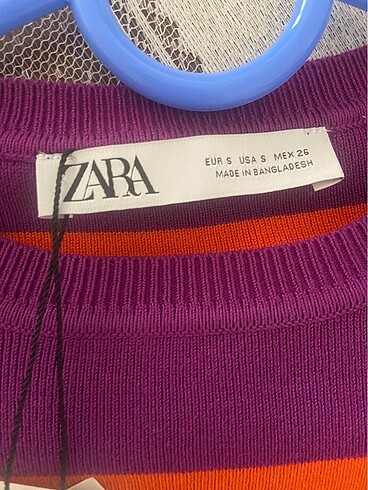 ZARA
EUR S USA S MEX 26
MADE IN BANGLADESH